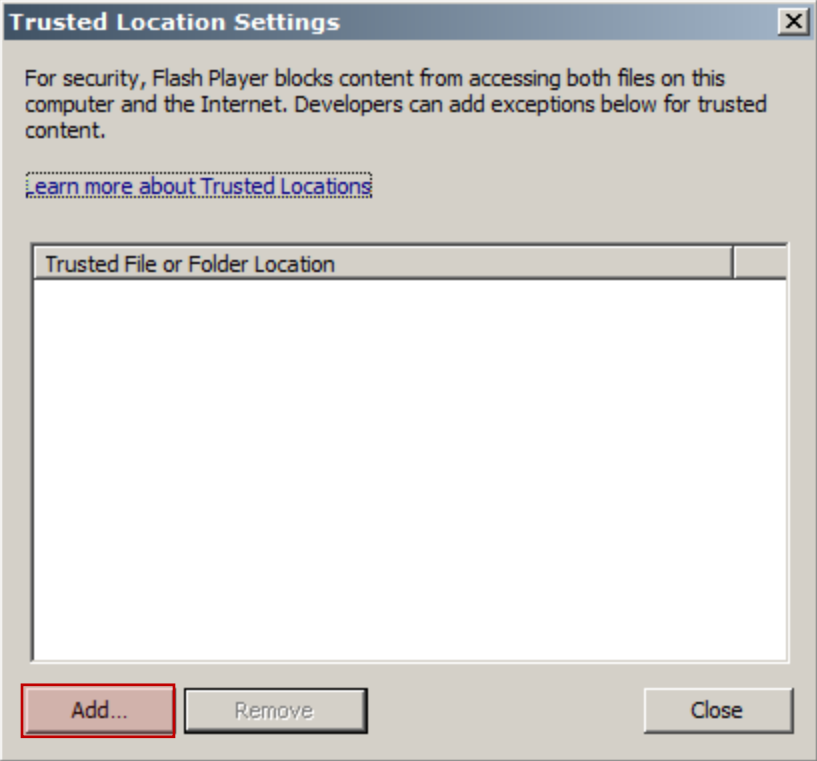 Trusted Location Settings
For security, Flash Player blocks content from accessing both files on this
computer and the Internet. Developers can add exceptions below for trusted
content.
Learn more about Trusted Locations
Trusted File or Folder Location
Add...
Remove
Close